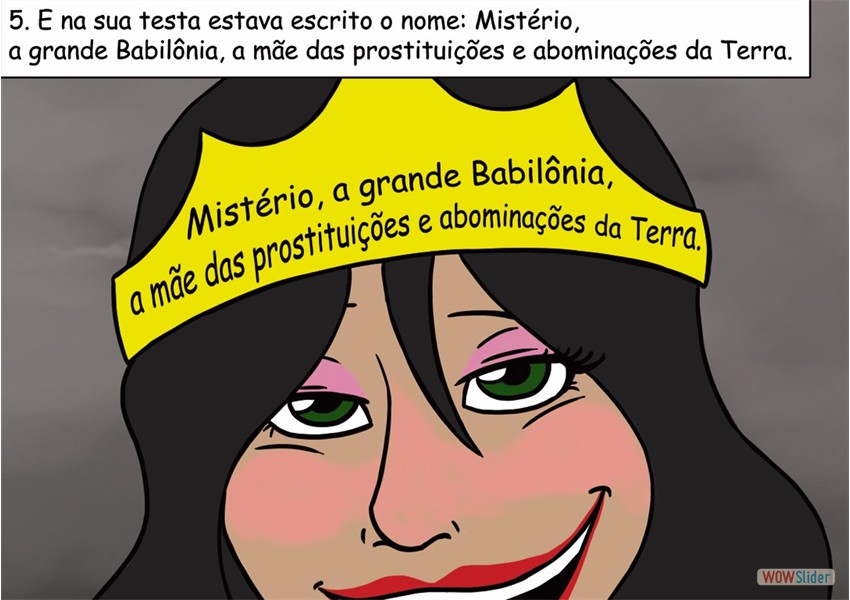 5. E na sua testa estava escrito o nome: Mistério,
a grande Babilônia, a mãe das prostituições e abominações da Terra.
Mistério, a grande Babilônia,
a mãe das prostituições e abominações da Terra.
WOWSlider